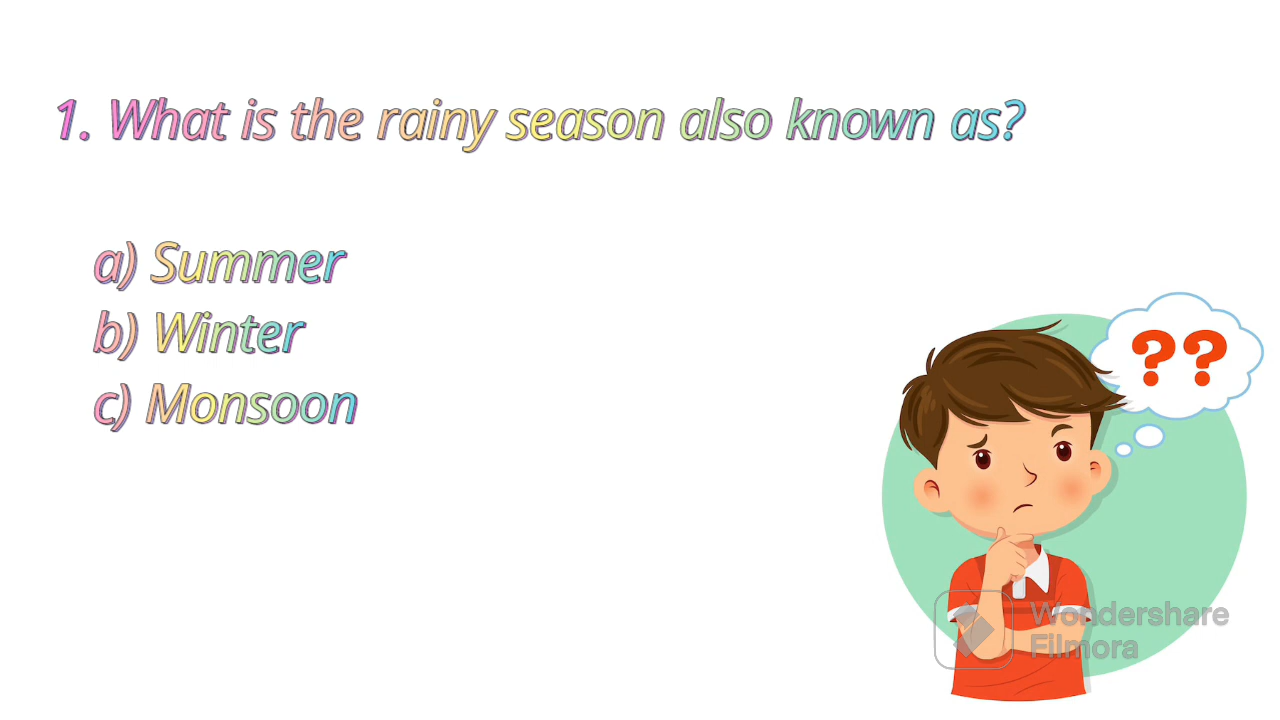 1. What is the rainy season also known as?
a) Summer
b) Winter
c) Monsoon
??
Wondershare
Filmora